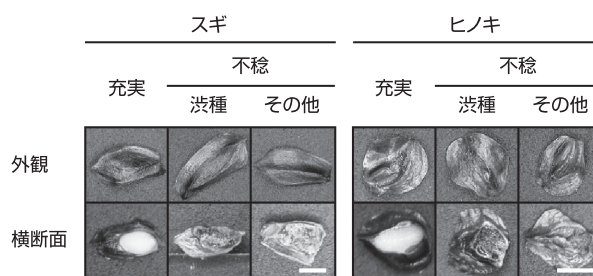 スギ ヒノキ
不稔 不稔
充実 充実
渋種 その他 渋種 その他
外観
横断面